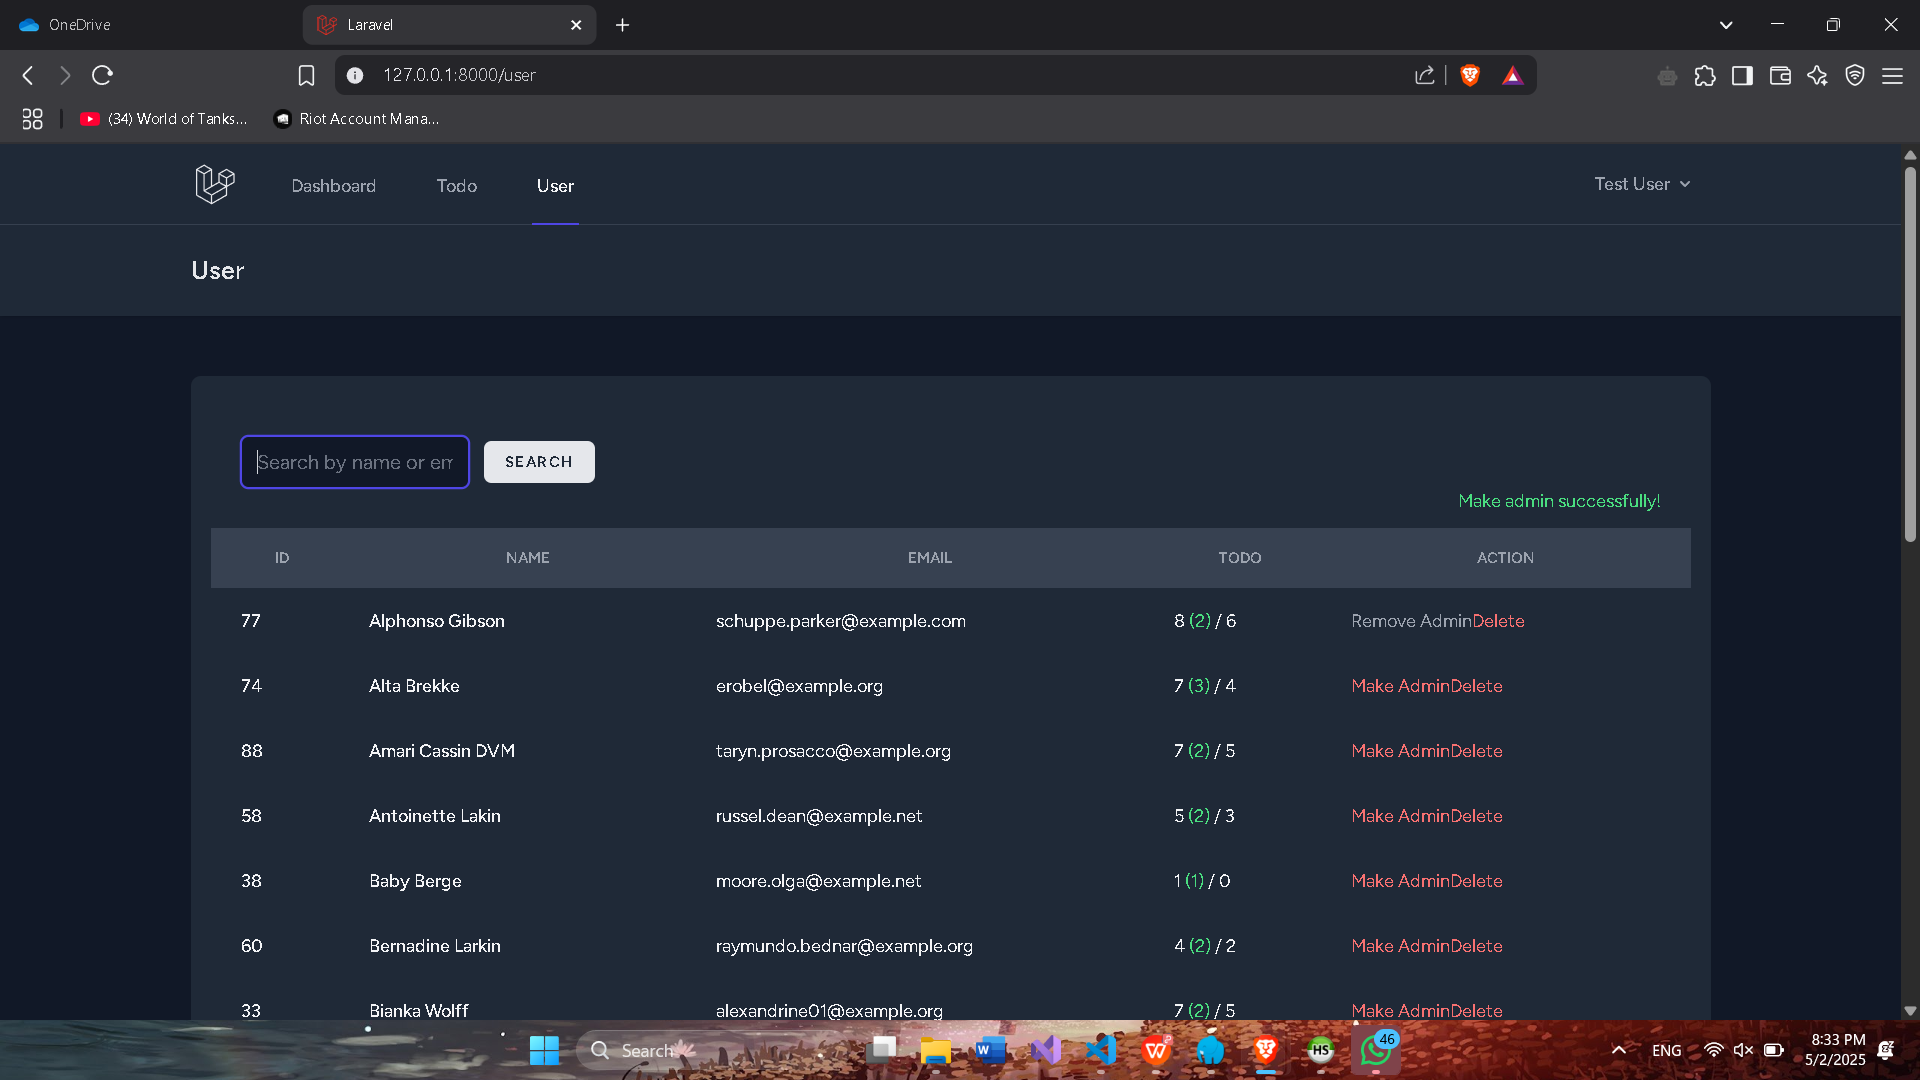 OneDrive
Laravel
127.0.0.1:8000/user
(34) World of Tanks...
Riot Account Mana...
Dashboard Todo User
Test User
User
Search by name or em
SEARCH
Make admin successfully!
ID NAME EMAIL TODO ACTION
77 Alphonso Gibson schuppe.parker@example.com 8 (2) / 6 Remove AdminDelete
74 Alta Brekke erobel@example.org 7 (3) / 4 Make AdminDelete
88 Amari Cassin DVM taryn.prosacco@example.org 7 (2) / 5 Make AdminDelete
58 Antoinette Lakin russel.dean@example.net 5 (2) / 3 Make AdminDelete
38 Baby Berge moore.olga@example.net 1 (1) / 0 Make AdminDelete
60 Bernadine Larkin raymundo.bednar@example.org 4 (2) / 2 Make AdminDelete
33 Bianka Wolff alexandrine01@example.org 7 (2) / 5 Make AdminDelete
Search
W
HS
46
ENG
8:33 PM
5/2/2025